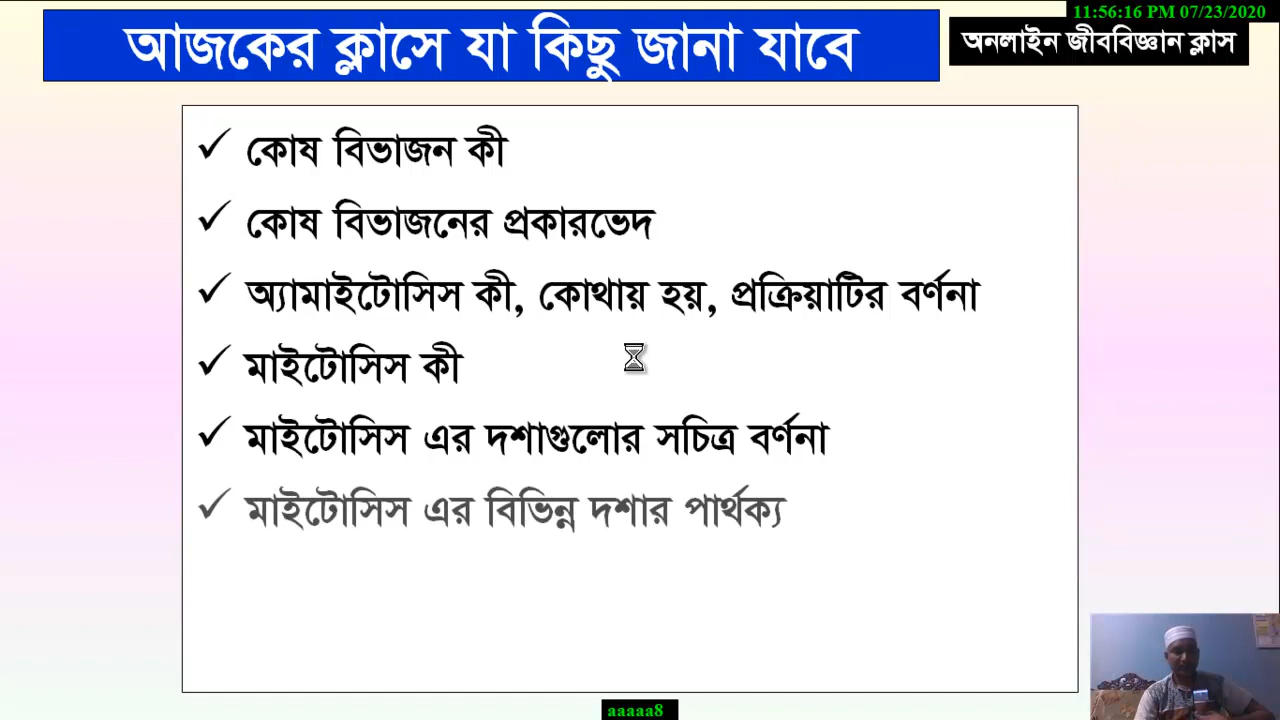 11:56:16 PM 07/23/2020
আজকের ক্লাসে যা কিছু জানা যাবে
অনলাইন জীববিজ্ঞান ক্লাস
✓ কোষ বিভাজন কী
✓ কোষ বিভাজনের প্রকারভেদ
✓ অ্যামাইটোসিস কী, কোথায় হয়, প্রক্রিয়াটির বর্ণনা
✓ মাইটোসিস কী
✓ মাইটোসিস এর দশাগুলোর সচিত্র বর্ণনা
✓ মাইটোসিস এর বিভিন্ন দশার পার্থক্য
aaaaa8